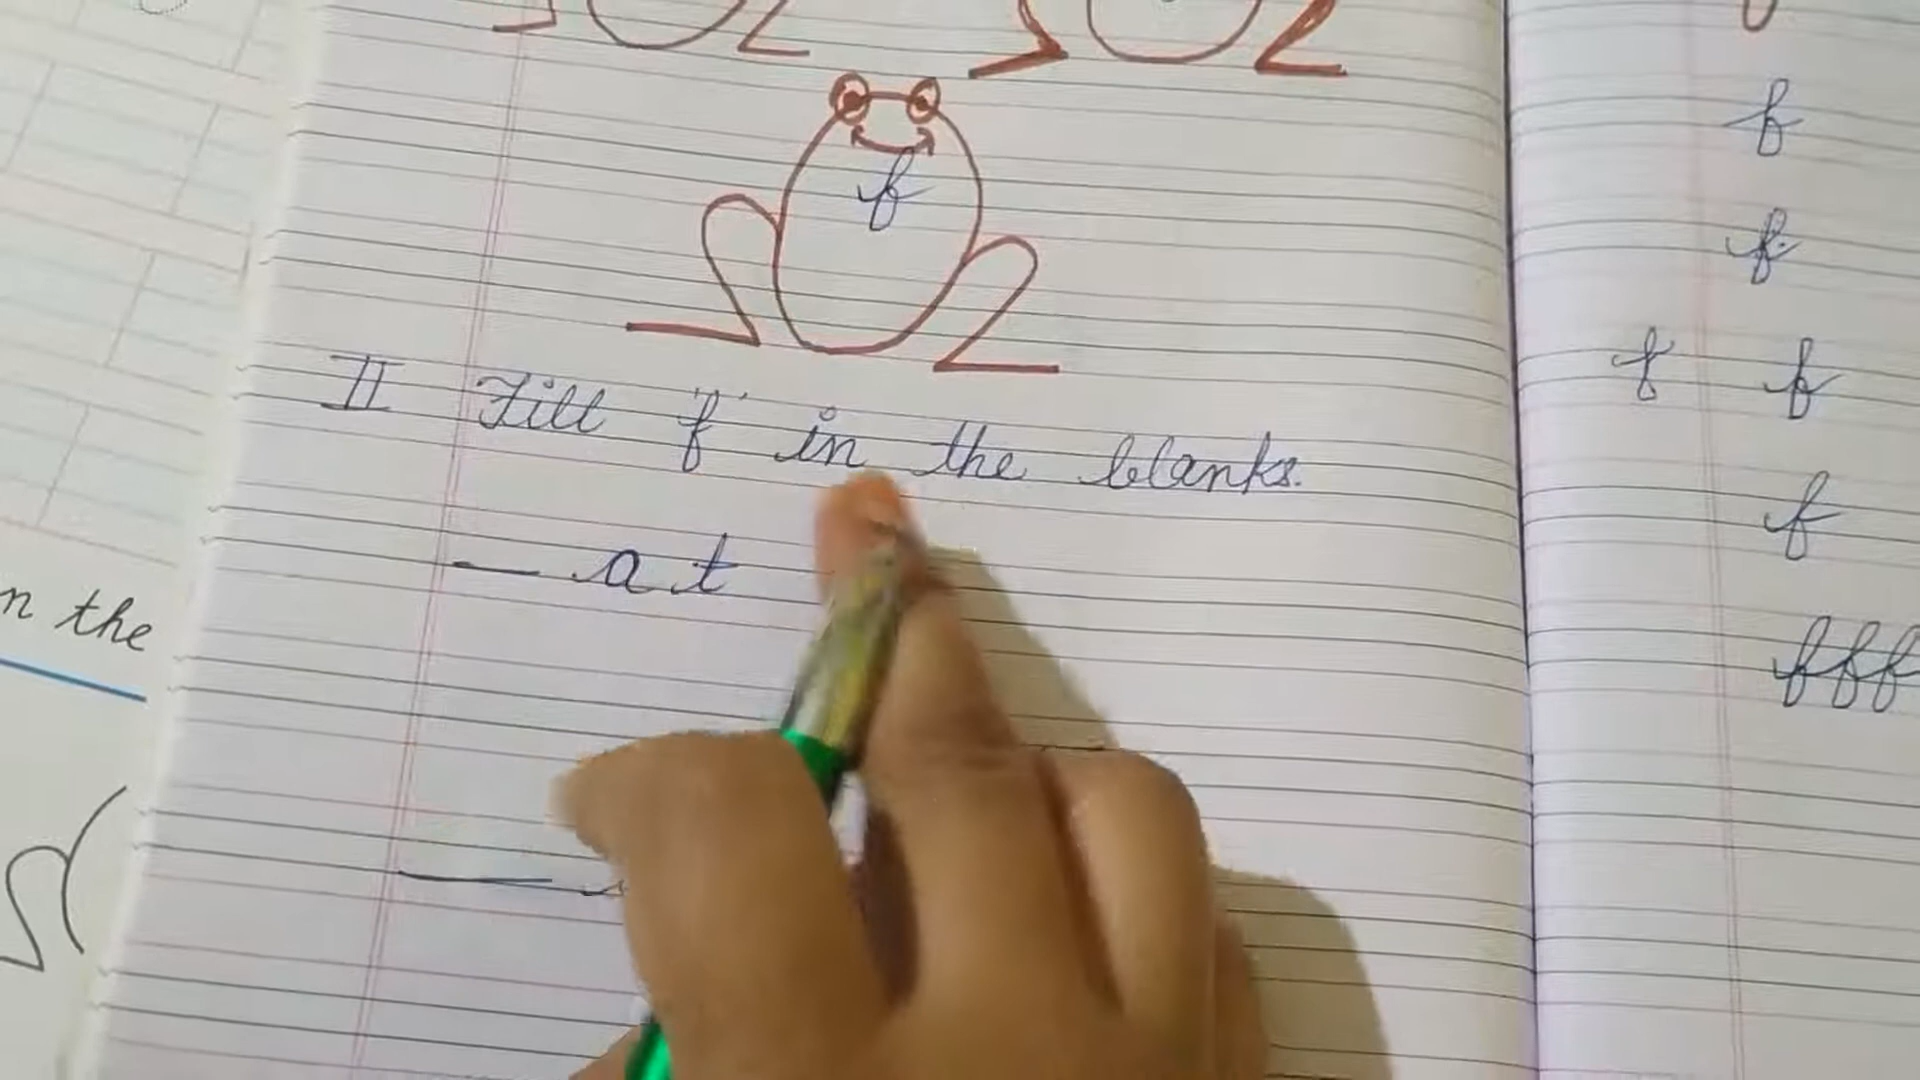 f
II Fill 'f' in the blanks.
_ a t
n the
f
f
f f
f
fff